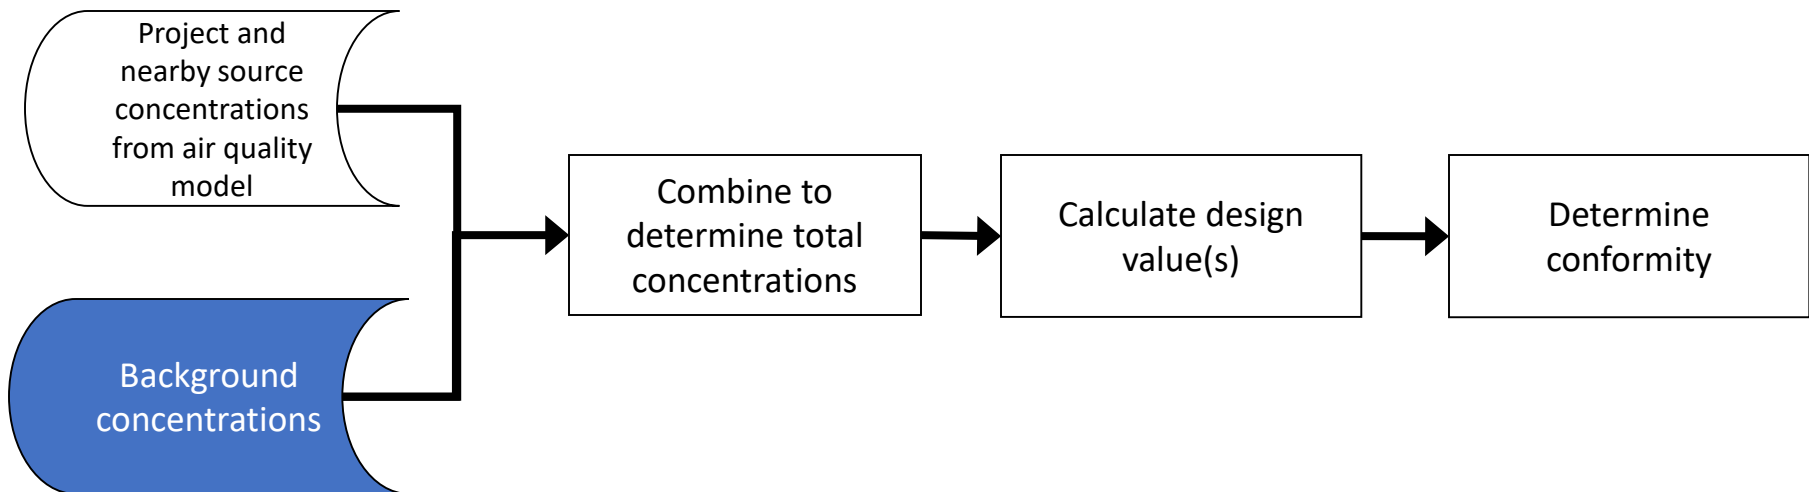 Project and
nearby source
concentrations
from air quality
model
Background
concentrations
Combine to
determine total
concentrations
Calculate design
value(s)
Determine
conformity